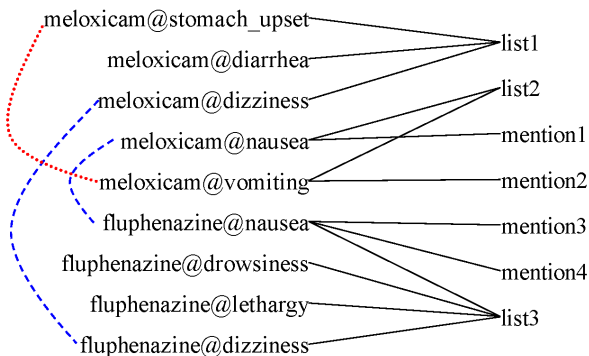 meloxicam@stomach_upset
meloxicam@diarrhea
meloxicam@dizziness
meloxicam@nausea
meloxicam@vomiting
fluphenazine@nausea
fluphenazine@drowsiness
fluphenazine@lethargy
fluphenazine@dizziness
list1
list2
mention1
mention2
mention3
mention4
list3